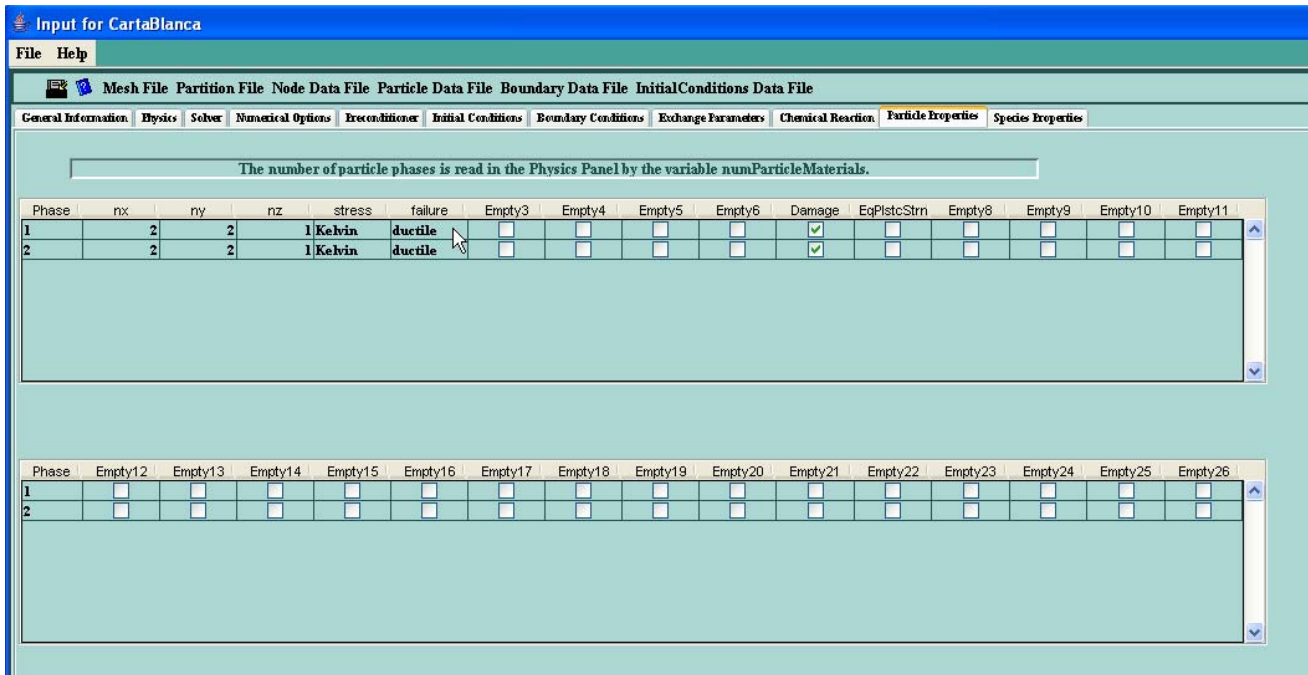 Input for CartaBlanca
File Help
Mesh File Partition File Node Data File Particle Data File Boundary Data File InitialConditions Data File
General Information Physics Solver Numerical Options Preconditioner Initial Conditions Boundary Conditions Exchange Parameters Chemical Reaction Particle Properties Species Properties
The number of particle phases is read in the Physics Panel by the variable numParticleMaterials.
Phase nx ny nz stress failure Empty3 Empty4 Empty5 Empty6 Damage EqPlstcStrn Empty8 Empty9 Empty10 Empty11
1 2 2 1 Kelvin ductile
2 2 2 1 Kelvin ductile
Phase Empty12 Empty13 Empty14 Empty15 Empty16 Empty17 Empty18 Empty19 Empty20 Empty21 Empty22 Empty23 Empty24 Empty25 Empty26
1
2